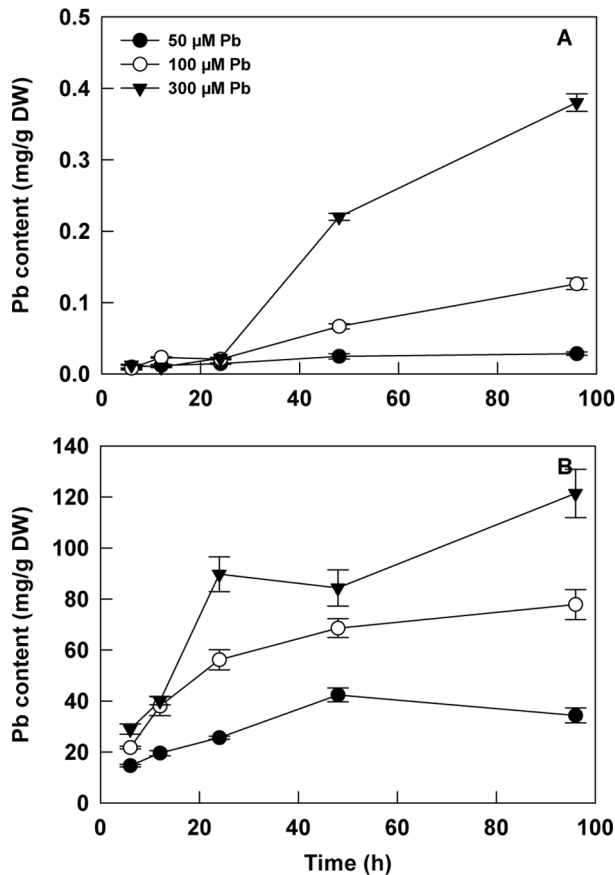 0.5
A
50 µM Pb
100 µM Pb
300 µM Pb
0.4
0.3
0.2
0.1
0.0
Pb content (mg/g DW)
0 20 40 60 80 100
140
B
120
100
80
60
40
20
0
Pb content (mg/g DW)
0 20 40 60 80 100
Time (h)